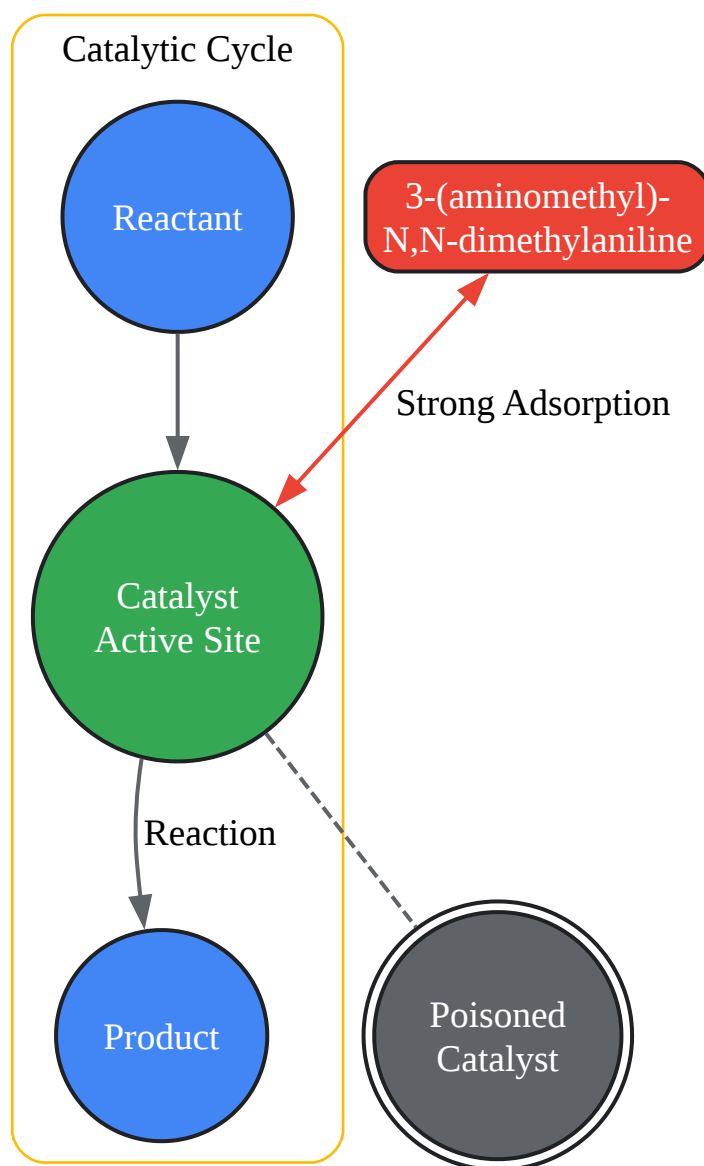 Catalytic Cycle
Reactant
3-(aminomethyl)-
N,N-dimethylaniline
Strong Adsorption
Catalyst
Active Site
Reaction
Product
Poisoned
Catalyst